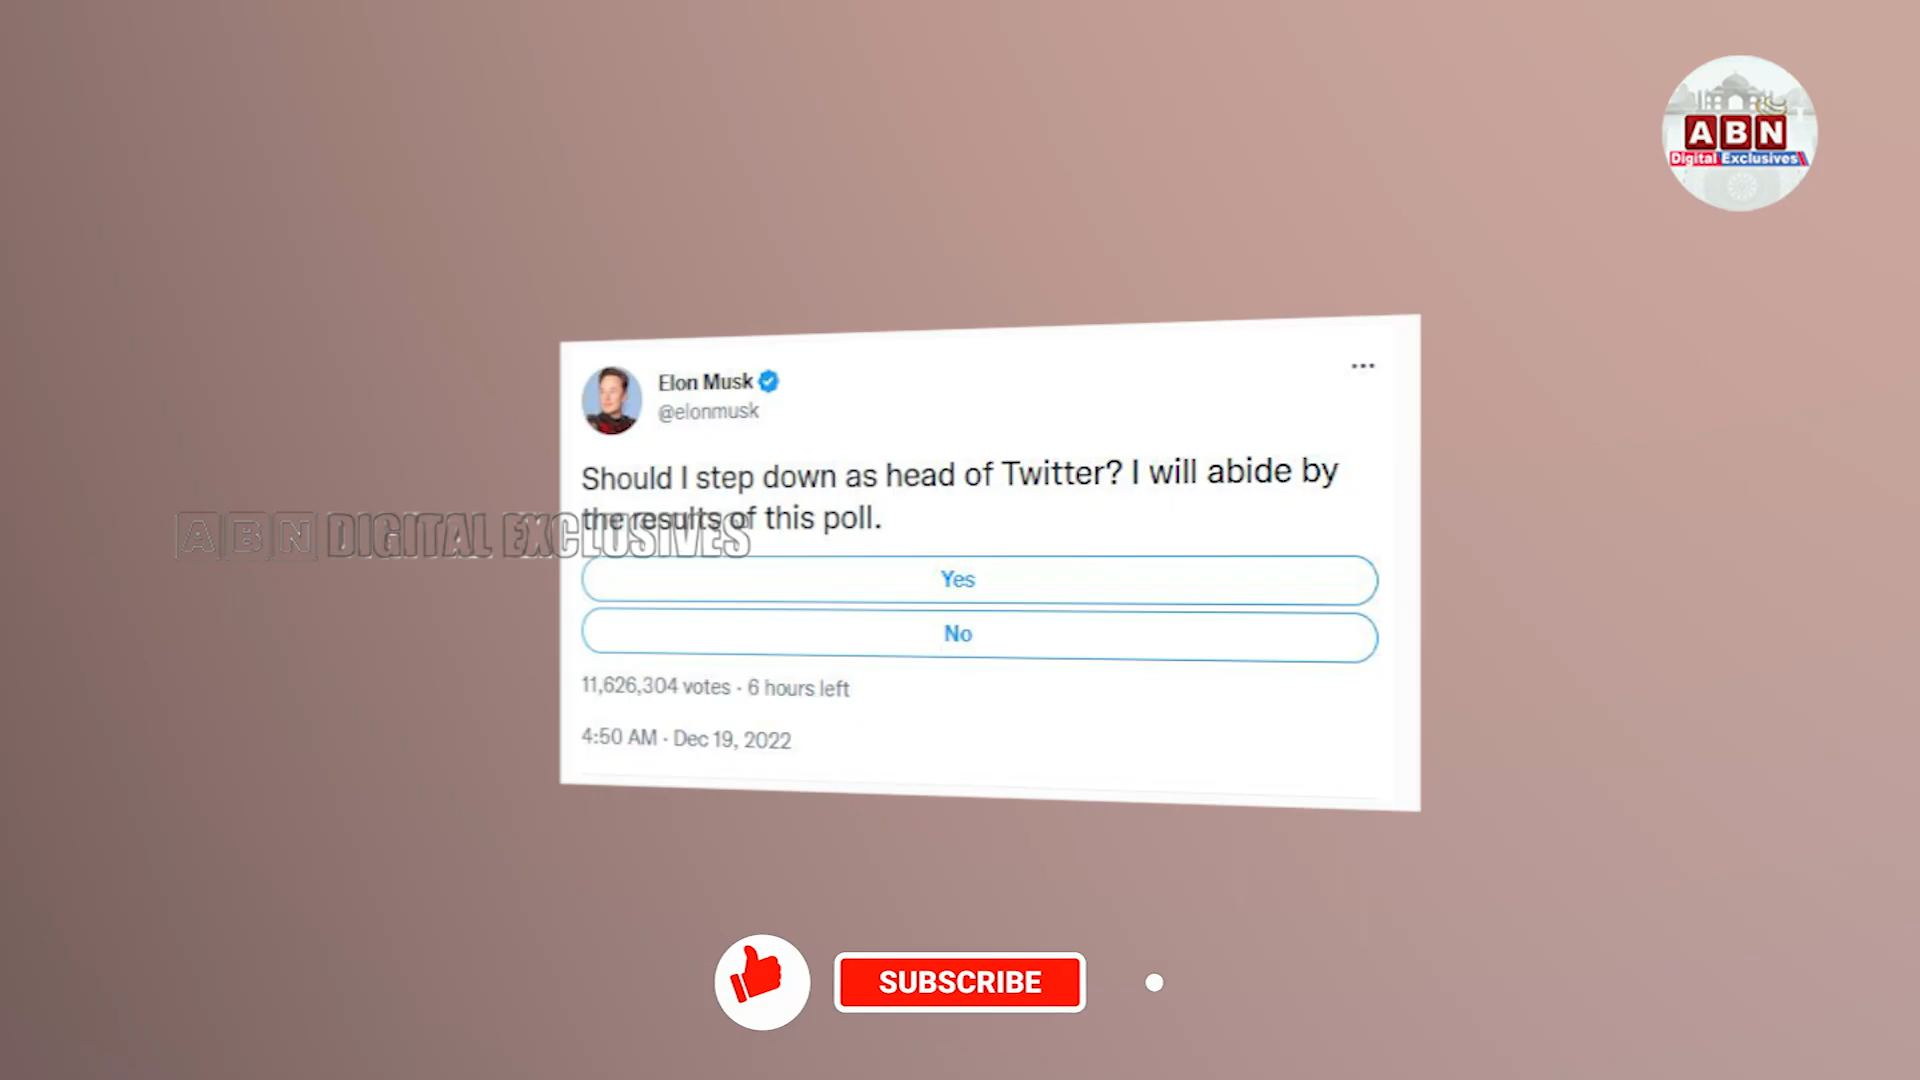 ABN
Digital Exclusives
Elon Musk
@elonmusk
Should I step down as head of Twitter? I will abide by
the results of this poll.
ABN DIGITAL EXCLUSIVES
Yes
No
11,626,304 votes · 6 hours left
4:50 AM · Dec 19, 2022
SUBSCRIBE